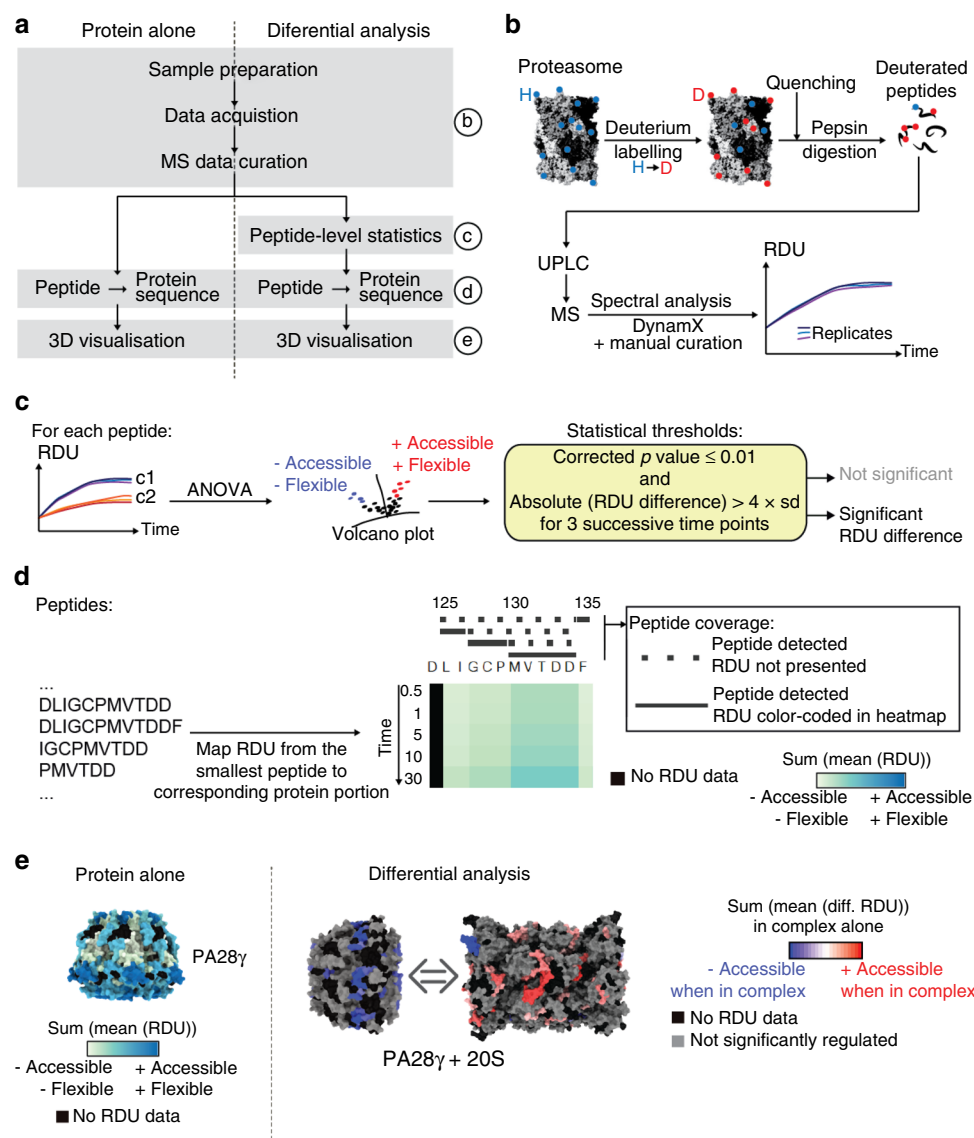 a
Protein alone
Diferential analysis
Sample preparation
Data acquistion
MS data curation
b
Peptide-level statistics
c
Peptide → Protein sequence
Peptide → Protein sequence
d
3D visualisation
3D visualisation
e
b
Proteasome
H
Deuterium
labelling
H→D
D
Quenching
Pepsin
digestion
Deuterated
peptides
UPLC
MS
Spectral analysis
DynamX
+ manual curation
RDU
Replicates
Time
c
For each peptide:
RDU
c1
c2
Time
ANOVA
- Accessible
- Flexible
+ Accessible
+ Flexible
Volcano plot
Statistical thresholds:
Corrected p value ≤ 0.01
and
Absolute (RDU difference) > 4 × sd
for 3 successive time points
Not significant
Significant
RDU difference
d
Peptides:
...
DLIGCPMVTDD
DLIGCPMVTDDF
IGCPMVTDD
PMVTDD
...
Map RDU from the
smallest peptide to
corresponding protein portion
125 130 135
D L I G C P M V T D D F
Time
0.5
1
5
10
30
No RDU data
Peptide coverage:
Peptide detected
RDU not presented
Peptide detected
RDU color-coded in heatmap
Sum (mean (RDU))
- Accessible + Accessible
- Flexible + Flexible
e
Protein alone
PA28γ
Sum (mean (RDU))
- Accessible + Accessible
- Flexible + Flexible
No RDU data
Differential analysis
PA28γ + 20S
Sum (mean (diff. RDU))
in complex alone
- Accessible + Accessible
when in complex when in complex
No RDU data
Not significantly regulated